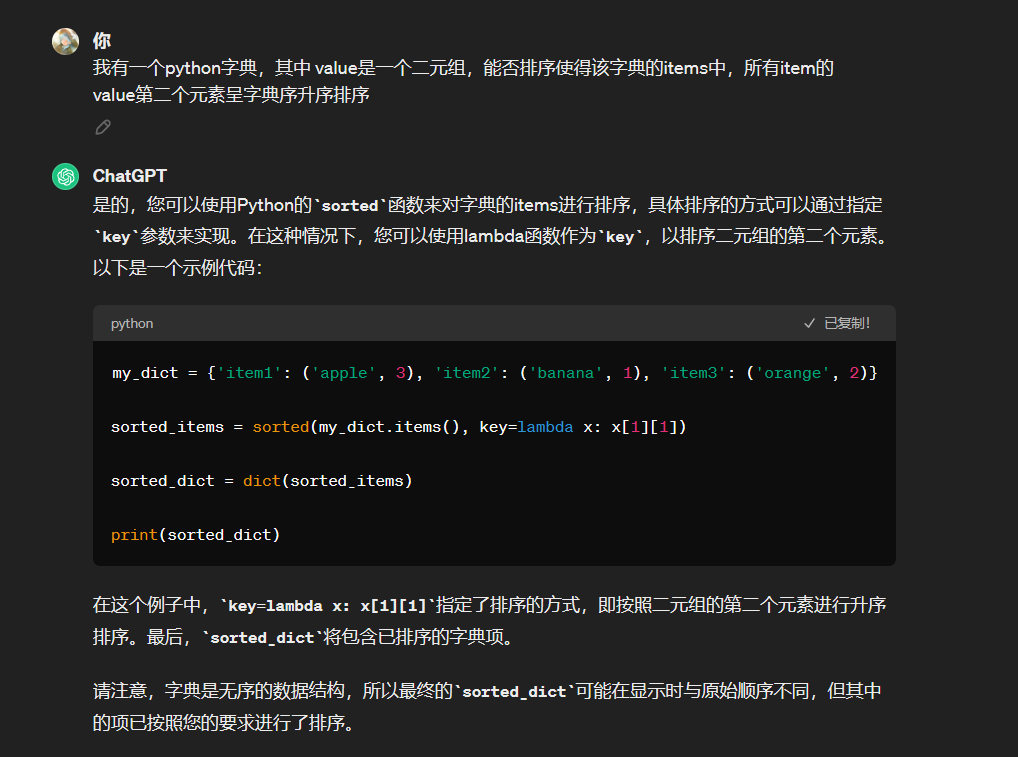 你
我有一个python字典，其中 value是一个二元组，能否排序使得该字典的items中，所有item的
value第二个元素呈字典序升序排序
ChatGPT
是的，您可以使用Python的`sorted`函数来对字典的items进行排序，具体排序的方式可以通过指定
`key`参数来实现。在这种情况下，您可以使用lambda函数作为`key`，以排序二元组的第二个元素。
以下是一个示例代码：
python
已复制！
my_dict = {'item1': ('apple', 3), 'item2': ('banana', 1), 'item3': ('orange', 2)}
sorted_items = sorted(my_dict.items(), key=lambda x: x[1][1])
sorted_dict = dict(sorted_items)
print(sorted_dict)
在这个例子中，`key=lambda x: x[1][1]`指定了排序的方式，即按照二元组的第二个元素进行升序
排序。最后，`sorted_dict`将包含已排序的字典项。
请注意，字典是无序的数据结构，所以最终的`sorted_dict`可能在显示时与原始顺序不同，但其中
的项已按照您的要求进行了排序。